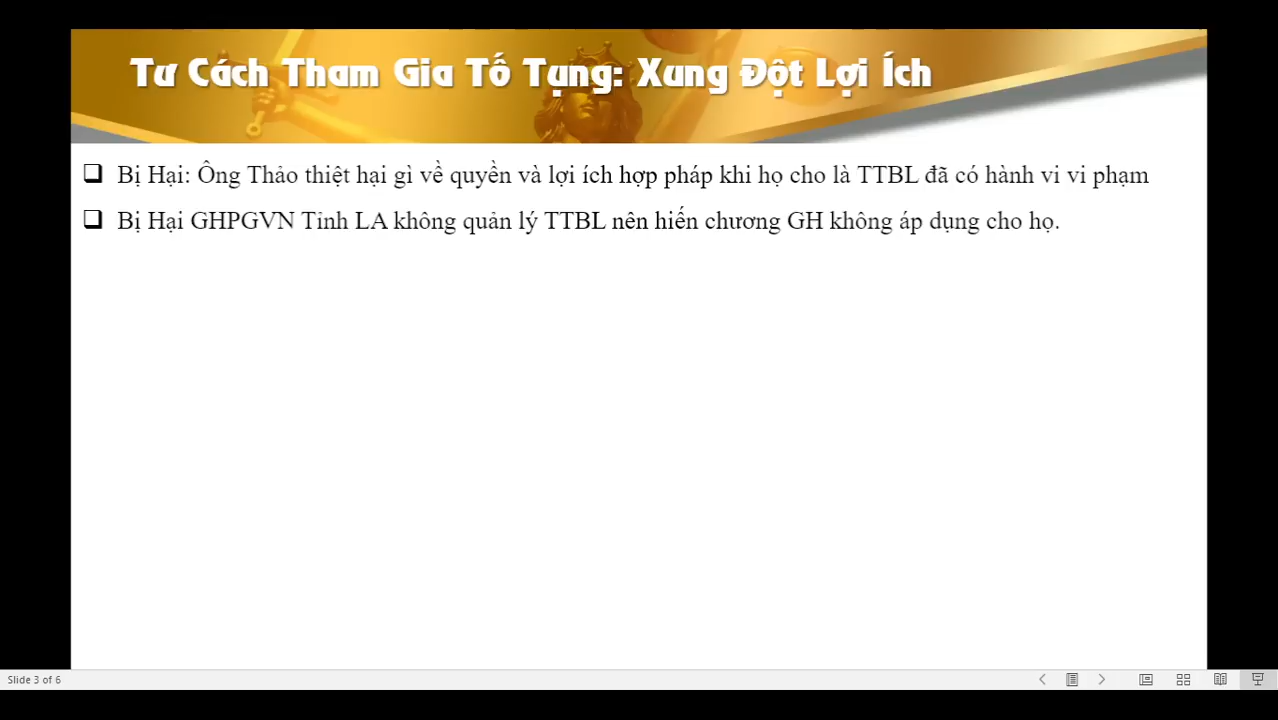 Tư Cách Tham Gia Tố Tụng: Xung Đột Lợi Ích
Bị Hại: Ông Thảo thiệt hại gì về quyền và lợi ích hợp pháp khi họ cho là TTBL đã có hành vi vi phạm
Bị Hại GHPGVN Tỉnh LA không quản lý TTBL nên hiến chương GH không áp dụng cho họ.
Slide 3 of 6